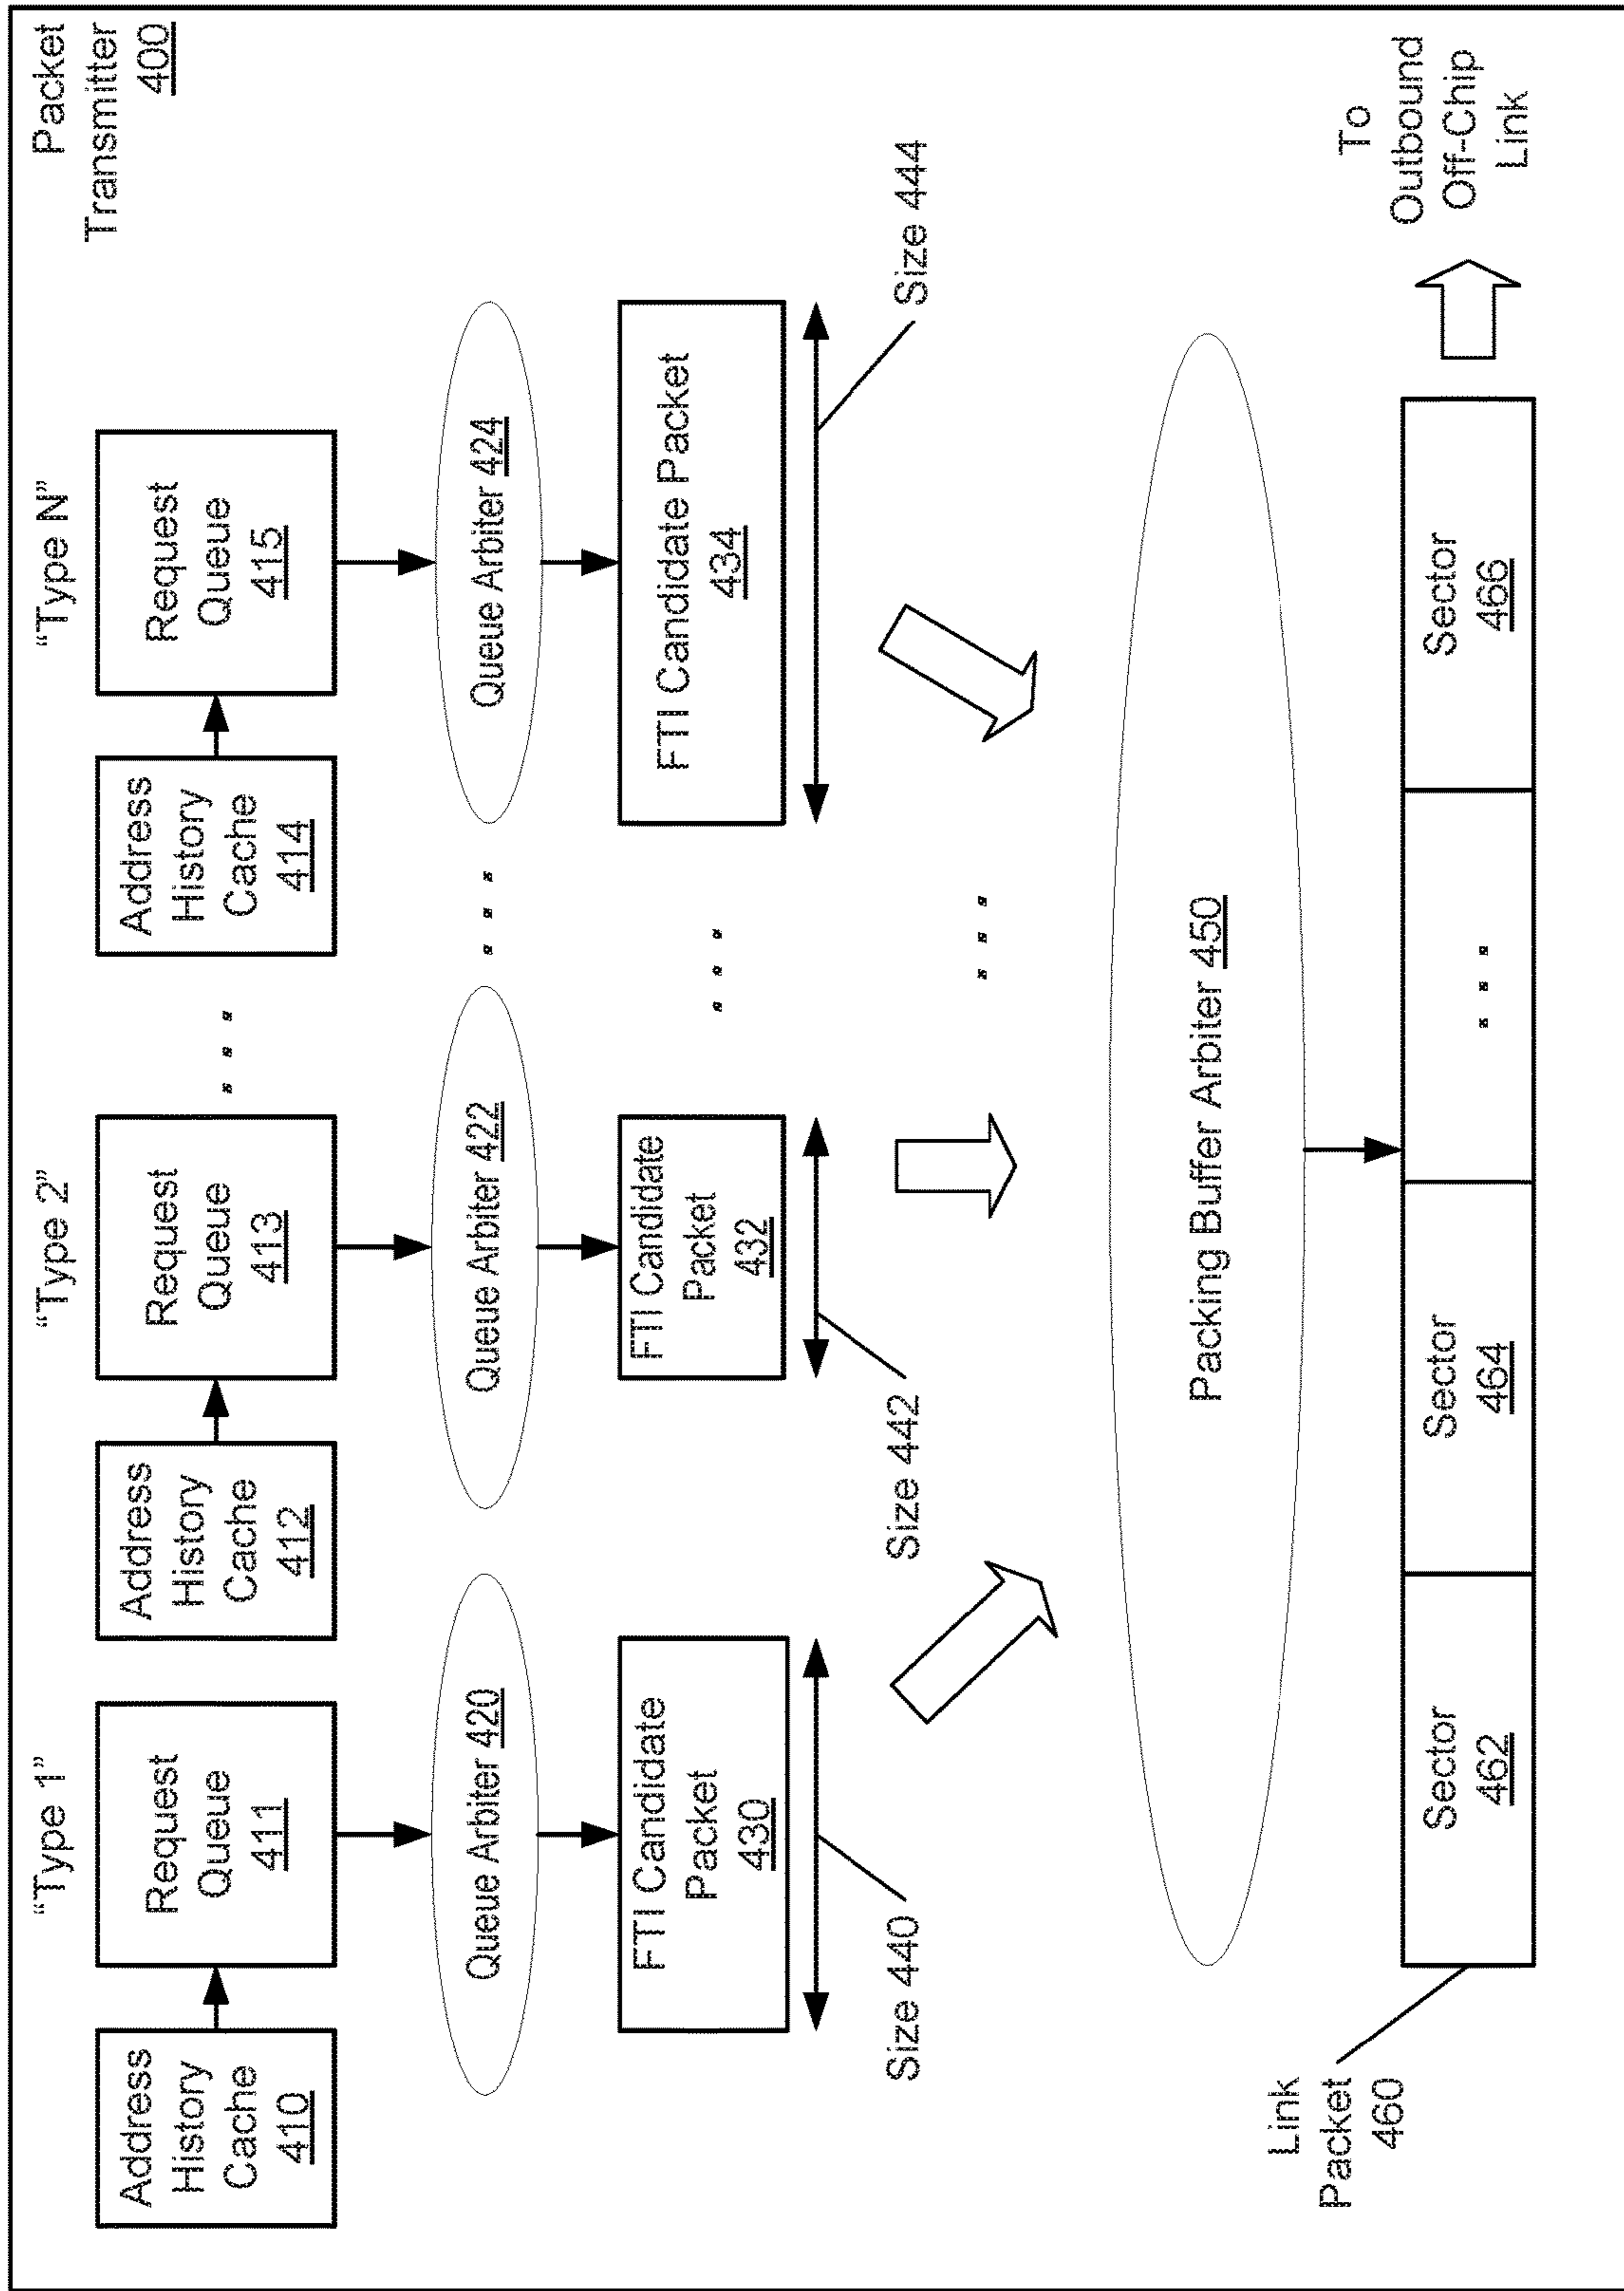 Packet
Transmitter
400
"Type 1"
"Type 2"
"Type N"
Address
History
Cache
410
Request
Queue
411
Address
History
Cache
412
Request
Queue
413
Address
History
Cache
414
Request
Queue
415
Queue Arbiter 420
Queue Arbiter 422
Queue Arbiter 424
FTI Candidate
Packet
430
FTI Candidate
Packet
432
FTI Candidate Packet
434
Size 440
Size 442
Size 444
Packing Buffer Arbiter 450
Link
Packet
460
Sector
462
Sector
464
Sector
466
To
Outbound
Off-Chip
Link